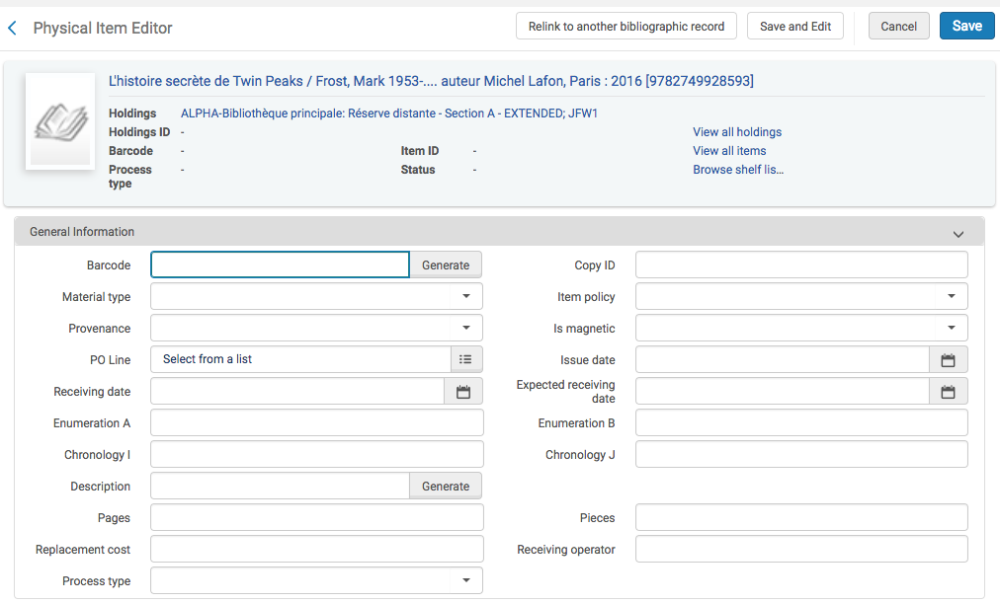 Physical Item Editor
Relink to another bibliographic record
Save and Edit
Cancel
Save
L'histoire secrète de Twin Peaks / Frost, Mark 1953-.... auteur Michel Lafon, Paris : 2016 [9782749928593]
Holdings ALPHA-Bibliothèque principale: Réserve distante - Section A - EXTENDED; JFW1
Holdings ID - View all holdings
Barcode - Item ID - View all items
Process type - Status - Browse shelf lis...
General Information
Barcode Generate Copy ID
Material type Item policy
Provenance Is magnetic
PO Line Select from a list Issue date
Receiving date Expected receiving date
Enumeration A Enumeration B
Chronology I Chronology J
Description Generate
Pages Pieces
Replacement cost Receiving operator
Process type